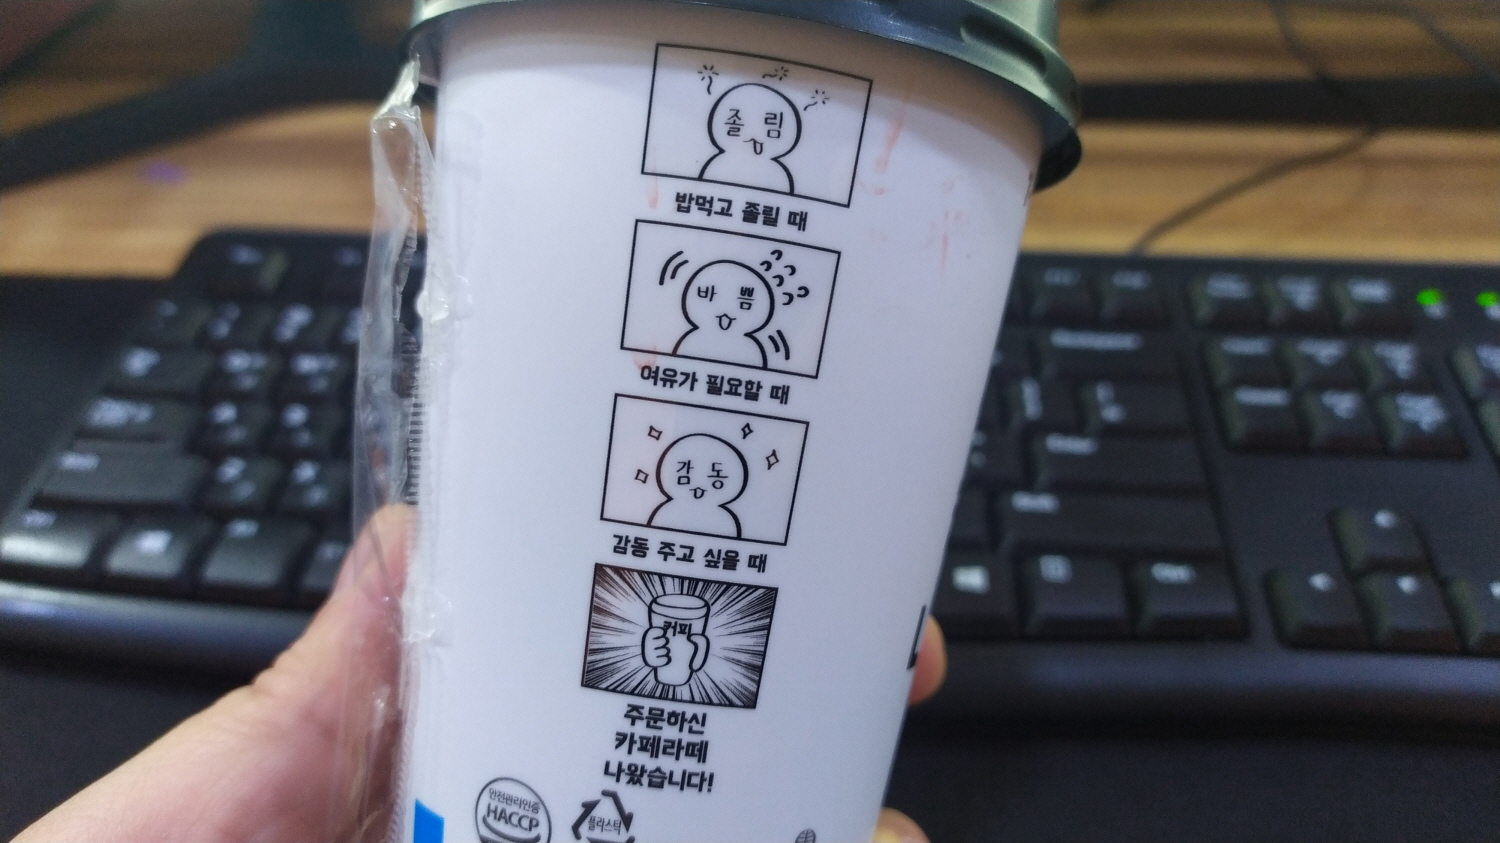 졸 림
밥먹고 졸릴 때
바 쁨
여유가 필요할 때
감 동
감동 주고 싶을 때
커피
주문하신
카페라떼
나왔습니다!
안전관리인증
HACCP
플라스틱